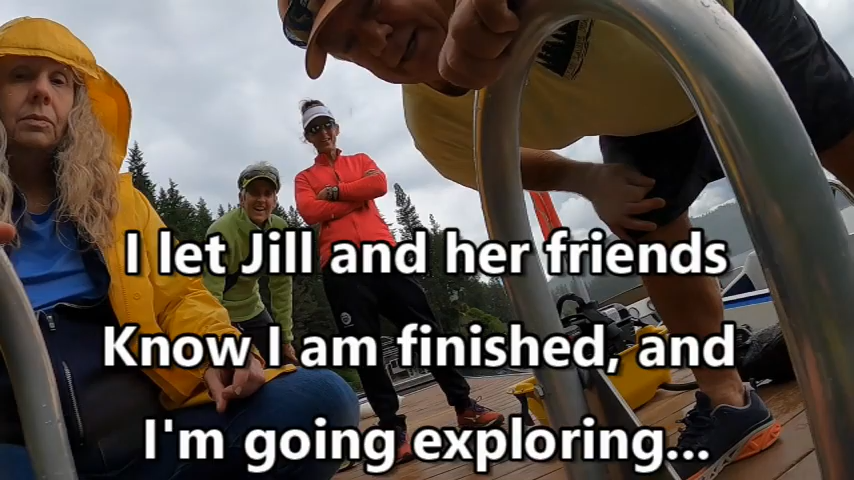 I let Jill and her friends
Know I am finished, and
I'm going exploring...